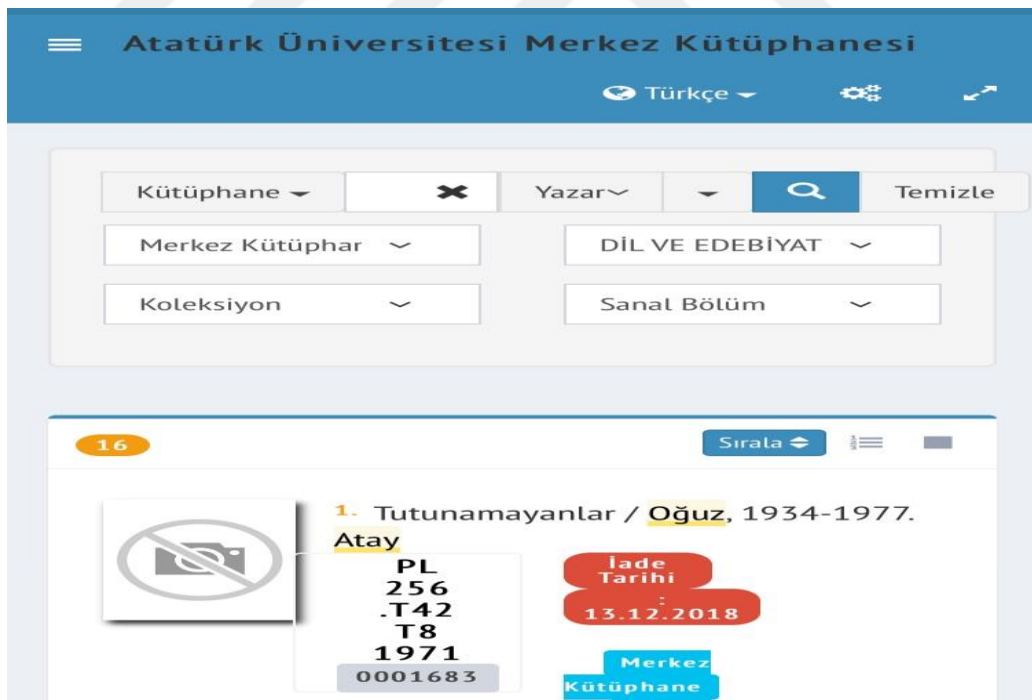 Atatürk Üniversitesi Merkez Kütüphanesi
Türkçe
Kütüphane Yazar Temizle
Merkez Kütüphar DİL VE EDEBİYAT
Koleksiyon Sanal Bölüm
16 Sırala
1. Tutunamayanlar / Oğuz, 1934-1977.
Atay
PL
256
.T42
T8
1971
0001683
İade
Tarihi
:
13.12.2018
Merkez
Kütüphane